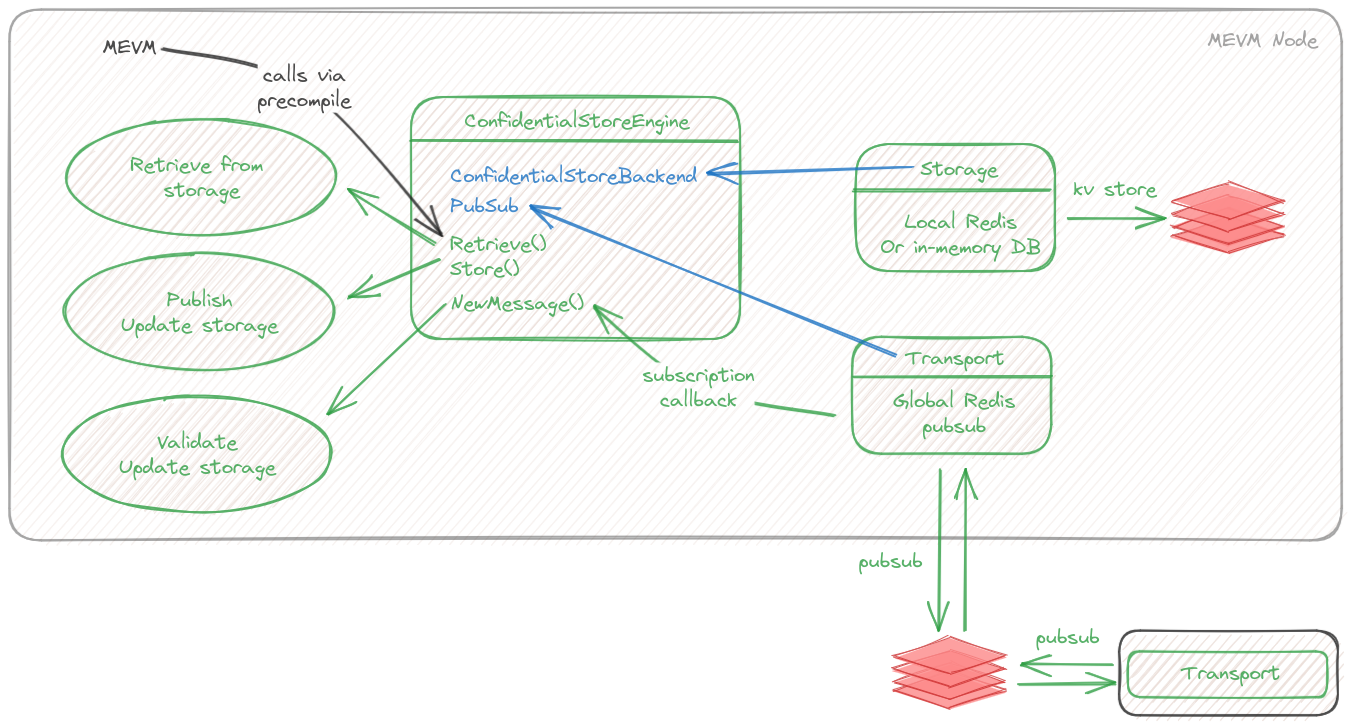 MEVM
MEVM Node
calls via
precompile
ConfidentialStoreEngine
Retrieve from
storage
ConfidentialStoreBackend
PubSub
Retrieve()
Store()
NewMessage()
Storage
Local Redis
Or in-memory DB
kv store
Publish
Update storage
subscription
callback
Transport
Global Redis
pubsub
Validate
Update storage
pubsub
pubsub
Transport